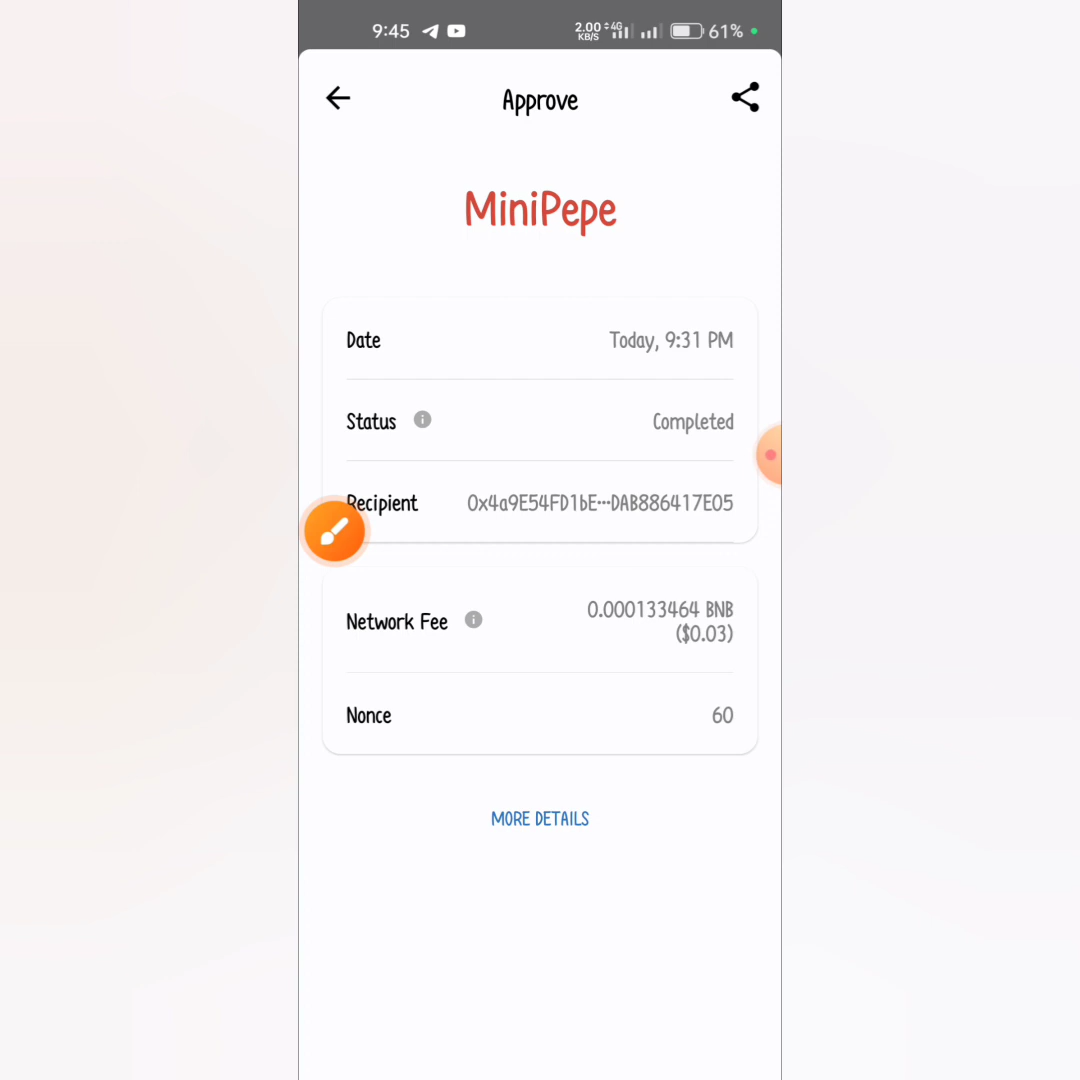 9:45 2.00 KB/S 4G 61%
Approve
MiniPepe
Date Today, 9:31 PM
Status Completed
Recipient 0x4a9E54FD1bE...DAB886417E05
Network Fee 0.000133464 BNB
($0.03)
Nonce 60
MORE DETAILS